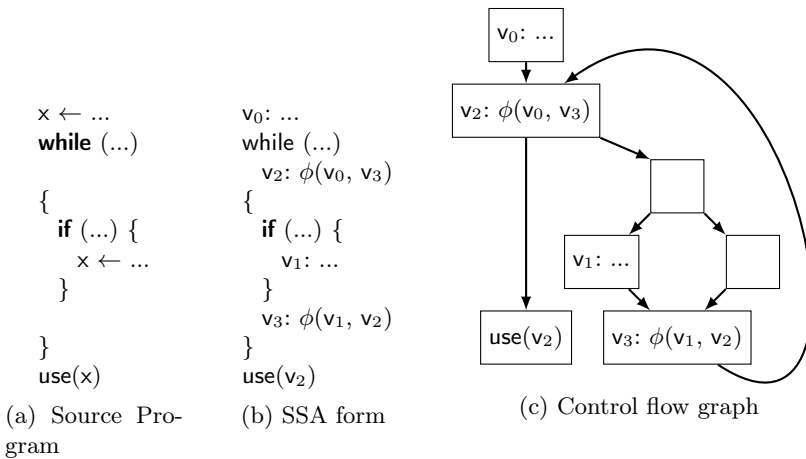 x ← ...
while (...)
{
if (...) {
x ← ...
}
}
use(x)
(a) Source Pro-
gram
v₀: ...
while (...)
v₂: ϕ(v₀, v₃)
{
if (...) {
v₁: ...
}
v₃: ϕ(v₁, v₂)
}
use(v₂)
(b) SSA form
v₀: ...
v₂: ϕ(v₀, v₃)
v₁: ...
use(v₂)
v₃: ϕ(v₁, v₂)
(c) Control flow graph